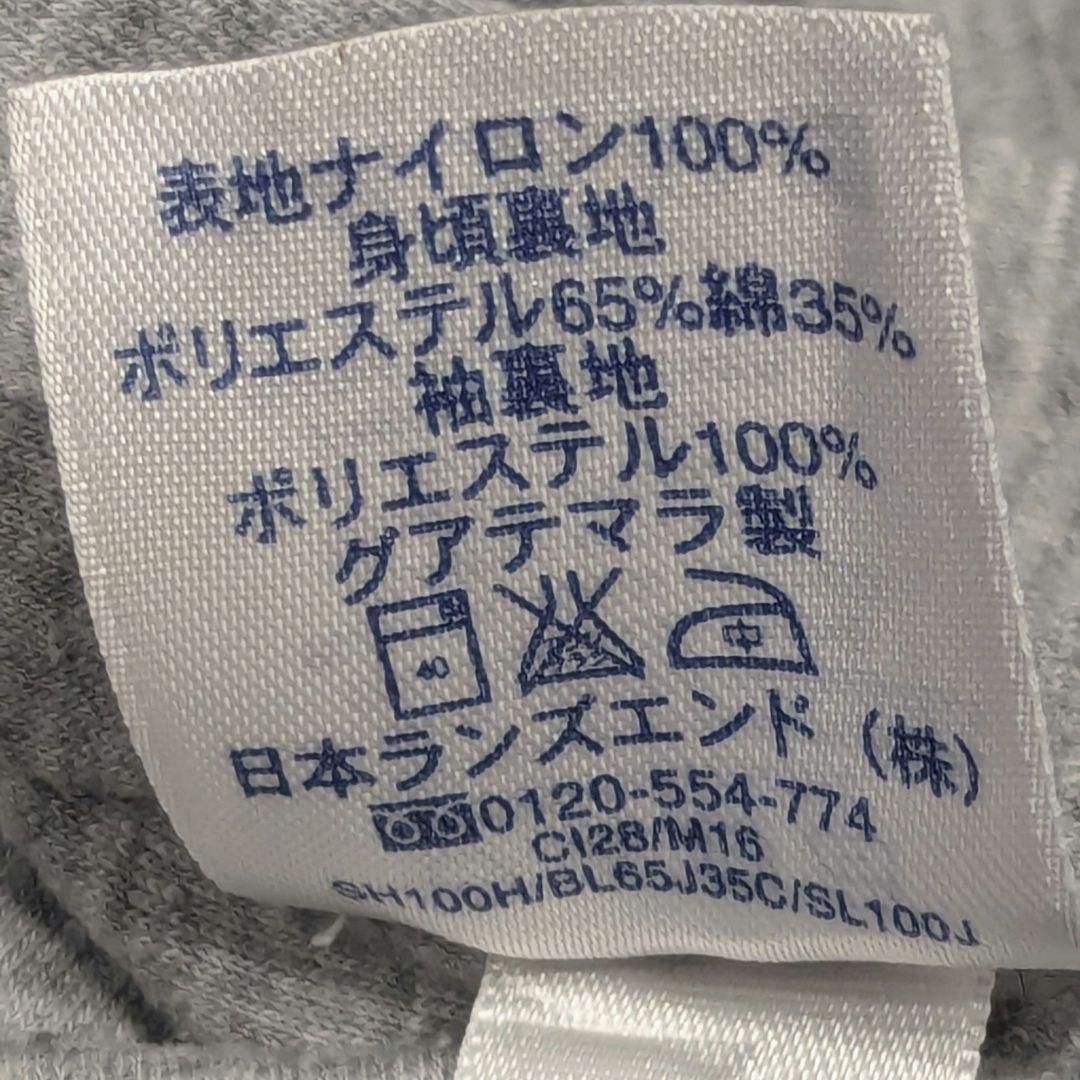 表地ナイロン100%
身頃裏地
ポリエステル65%綿35%
袖裏地
ポリエステル100%
グアテマラ製
40 中
日本ランズエンド(株)
0120-554-774
CI28/M16
SH100H/BL65J35C/SL100J